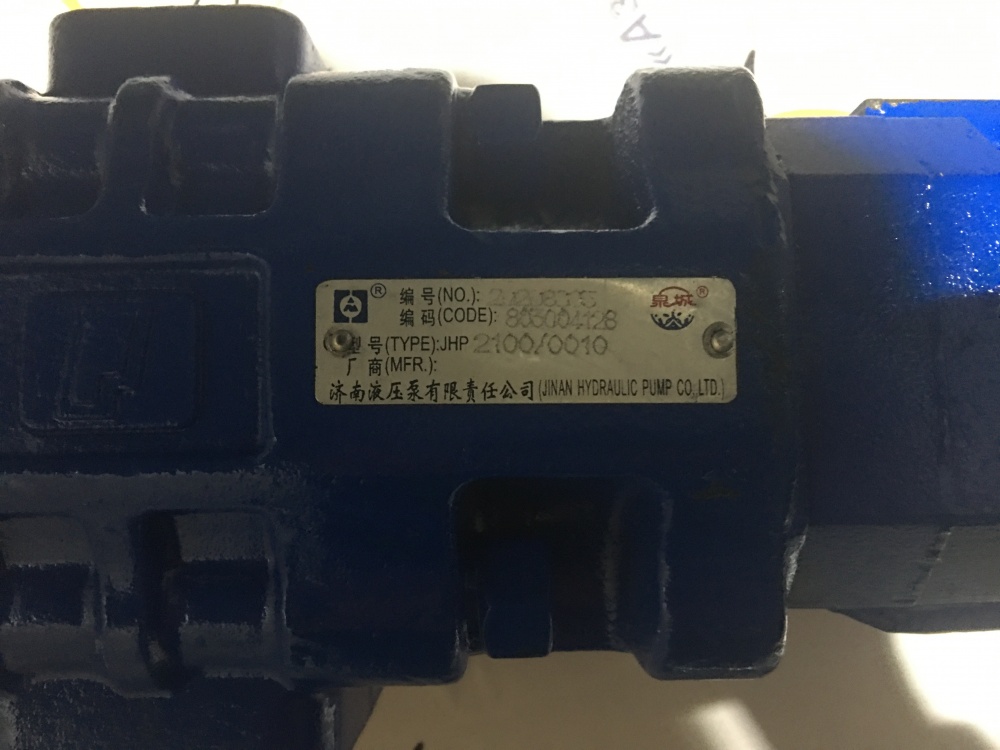 编号(NO.):
编码(CODE): 803004128
型号(TYPE):JHP 2100/0010
厂商(MFR.):
济南液压泵有限责任公司(JINAN HYDRAULIC PUMP CO.,LTD.)
泉城®